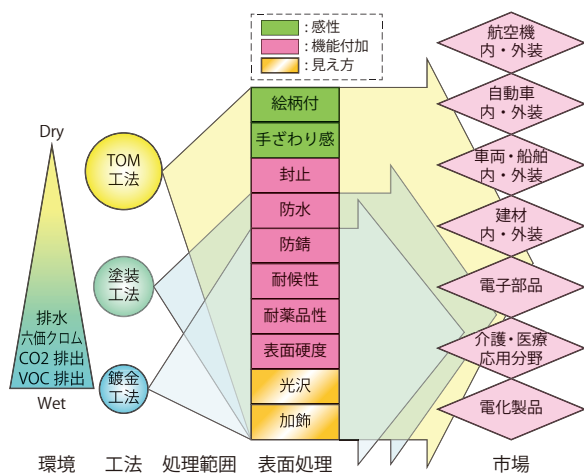 ：感性
：機能付加
：見え方
Dry
排水
六価クロム
CO2 排出
VOC 排出
Wet
TOM
工法
塗装
工法
鍍金
工法
絵柄付
手ざわり感
封止
防水
防錆
耐候性
耐薬品性
表面硬度
光沢
加飾
航空機
内・外装
自動車
内・外装
車両・船舶
内・外装
建材
内・外装
電子部品
介護・医療
応用分野
電化製品
環境 工法 処理範囲 表面処理 市場